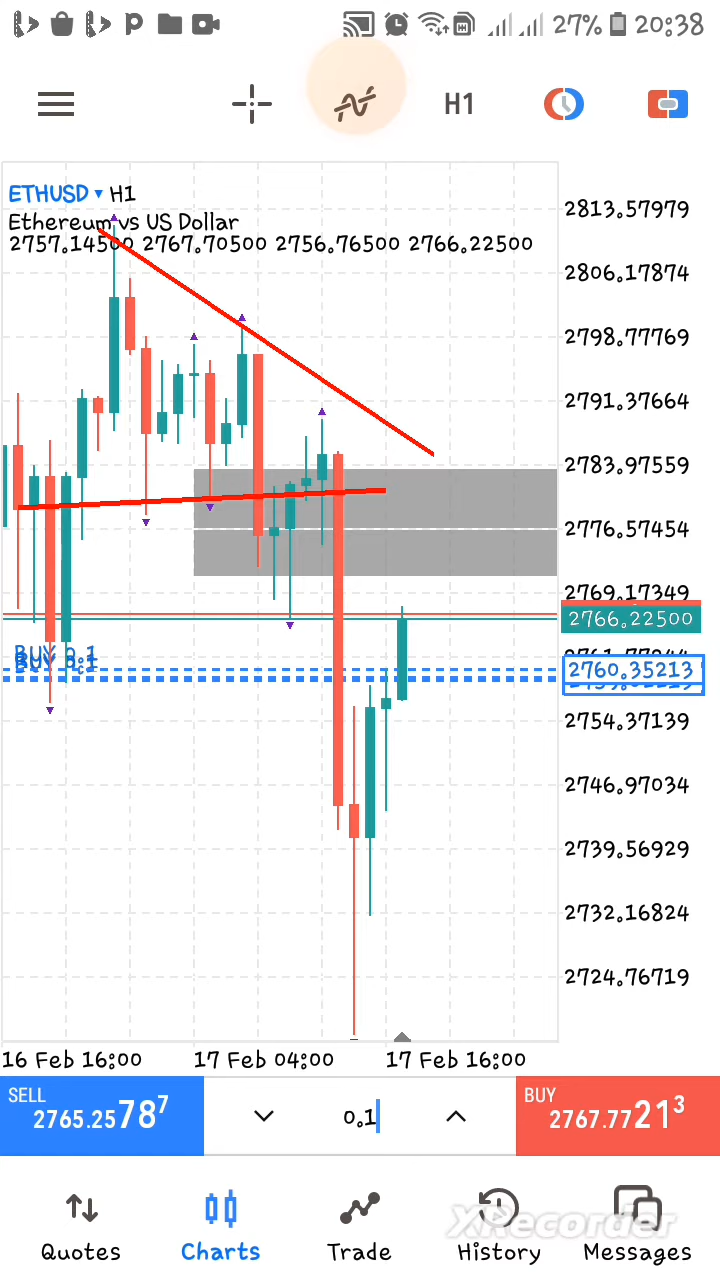 27% 20:38
H1
ETHUSD H1
Ethereum vs US Dollar
2757.14500 2767.70500 2756.76500 2766.22500
2813.57979
2806.17874
2798.77769
2791.37664
2783.97559
2776.57454
2769.17349
2766.22500
BUY 0.1
BUY 0.1
2760.35213
2754.37139
2746.97034
2739.56929
2732.16824
2724.76719
16 Feb 16:00 17 Feb 04:00 17 Feb 16:00
SELL
2765.25787
0.1
BUY
2767.77213
XRecorder
Quotes Charts Trade History Messages